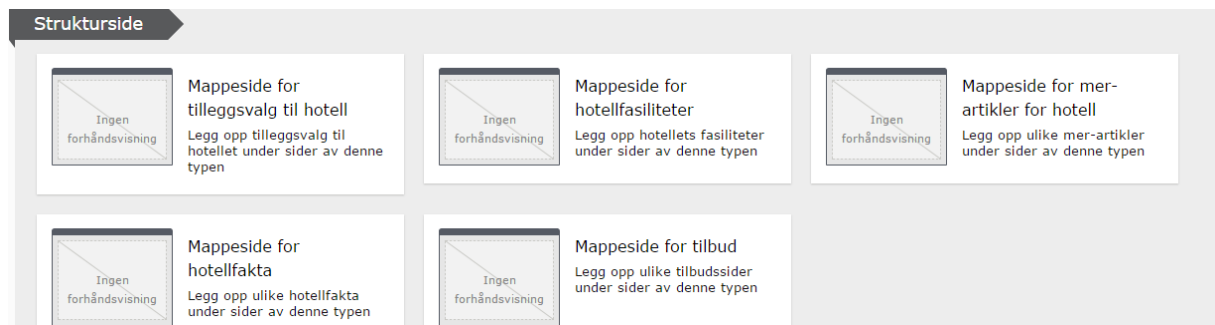 Strukturside
Ingen
forhåndsvisning
Mappeside for
tilleggsvalg til hotell
Legg opp tilleggsvalg til
hotellet under sider av denne
typen
Ingen
forhåndsvisning
Mappeside for
hotellfasiliteter
Legg opp hotellets fasiliteter
under sider av denne typen
Ingen
forhåndsvisning
Mappeside for mer-
artikler for hotell
Legg opp ulike mer-artikler
under sider av denne typen
Ingen
forhåndsvisning
Mappeside for
hotellfakta
Legg opp ulike hotellfakta
under sider av denne typen
Ingen
forhåndsvisning
Mappeside for tilbud
Legg opp ulike tilbudssider
under sider av denne typen